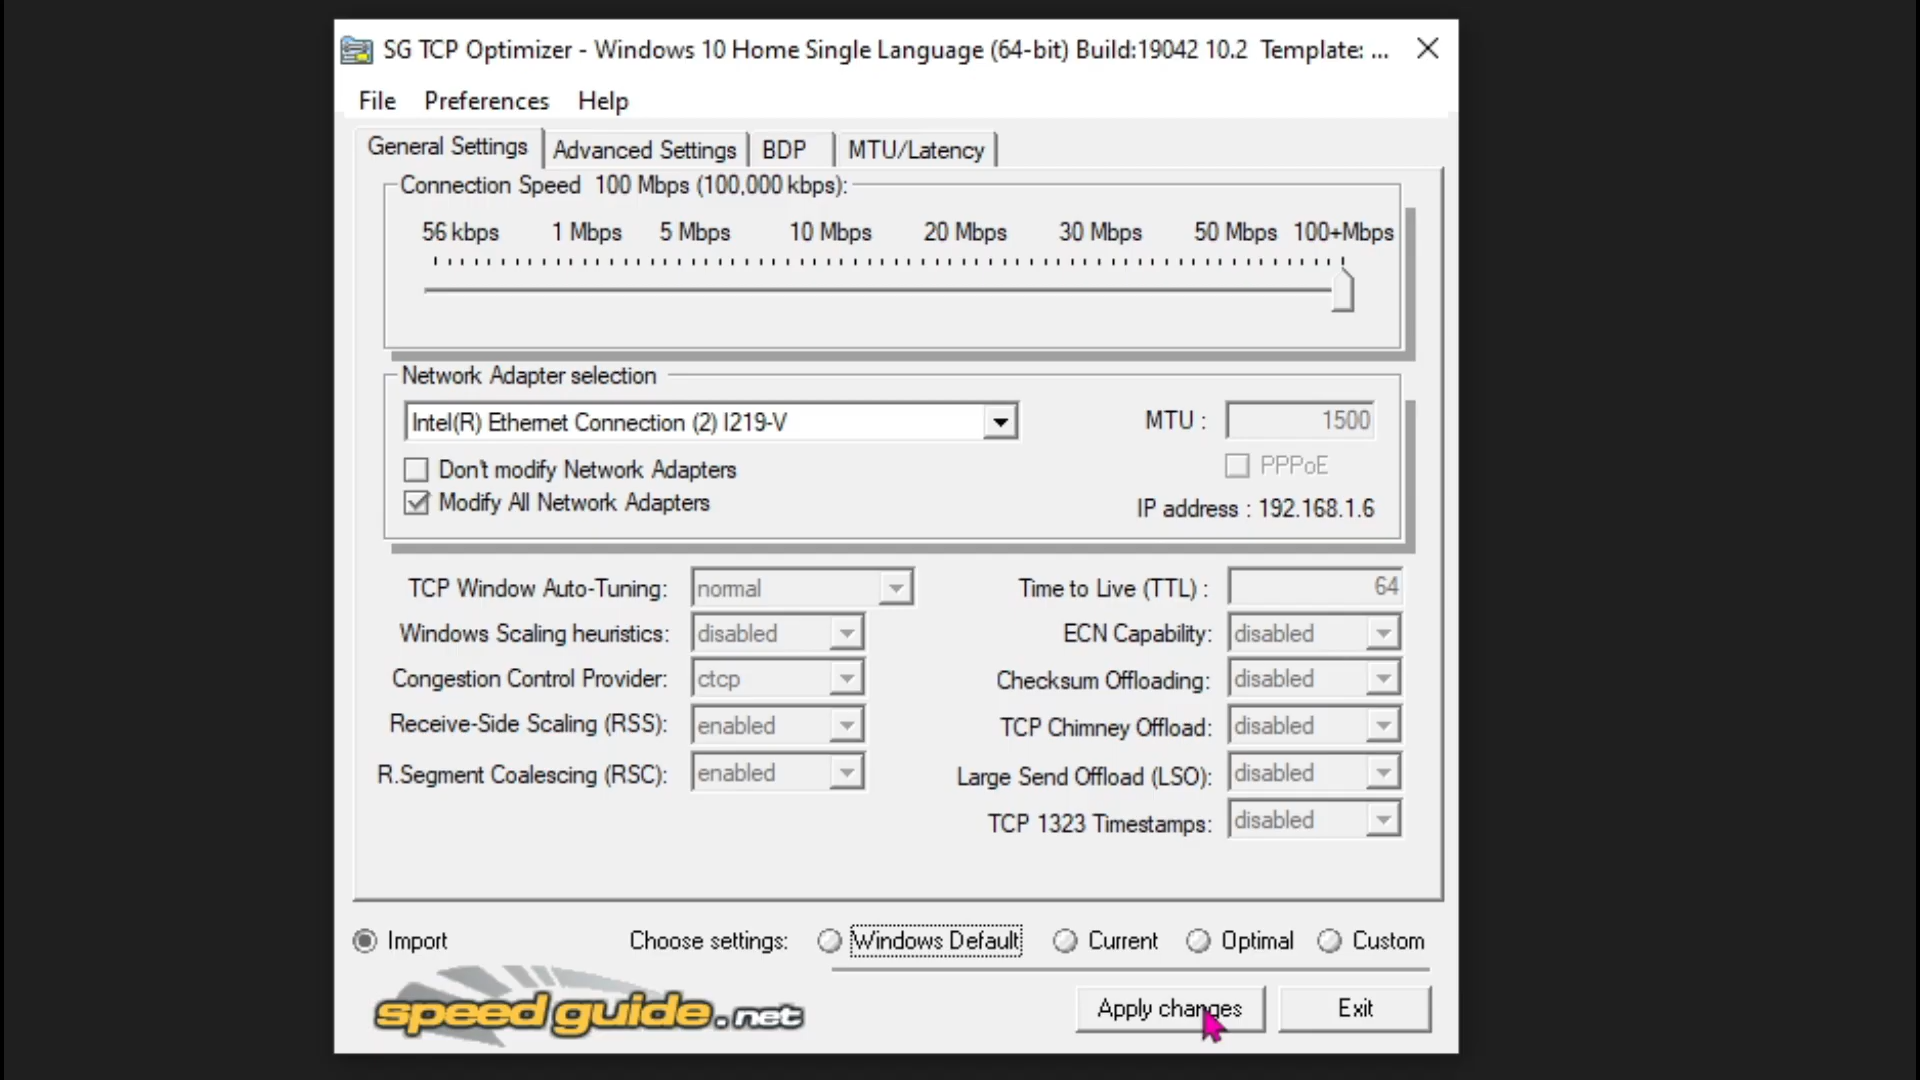 SG TCP Optimizer - Windows 10 Home Single Language (64-bit) Build:19042 10.2 Template: ...
File Preferences Help
General Settings Advanced Settings BDP MTU/Latency
Connection Speed 100 Mbps (100,000 kbps):
56 kbps 1 Mbps 5 Mbps 10 Mbps 20 Mbps 30 Mbps 50 Mbps 100+Mbps
Network Adapter selection
Intel(R) Ethernet Connection (2) I219-V MTU : 1500
Don't modify Network Adapters PPPoE
Modify All Network Adapters IP address : 192.168.1.6
TCP Window Auto-Tuning: normal Time to Live (TTL) : 64
Windows Scaling heuristics: disabled ECN Capability: disabled
Congestion Control Provider: ctcp Checksum Offloading: disabled
Receive-Side Scaling (RSS): enabled TCP Chimney Offload: disabled
R.Segment Coalescing (RSC): enabled Large Send Offload (LSO): disabled
TCP 1323 Timestamps: disabled
Import Choose settings: Windows Default Current Optimal Custom
speed guide.net Apply changes Exit